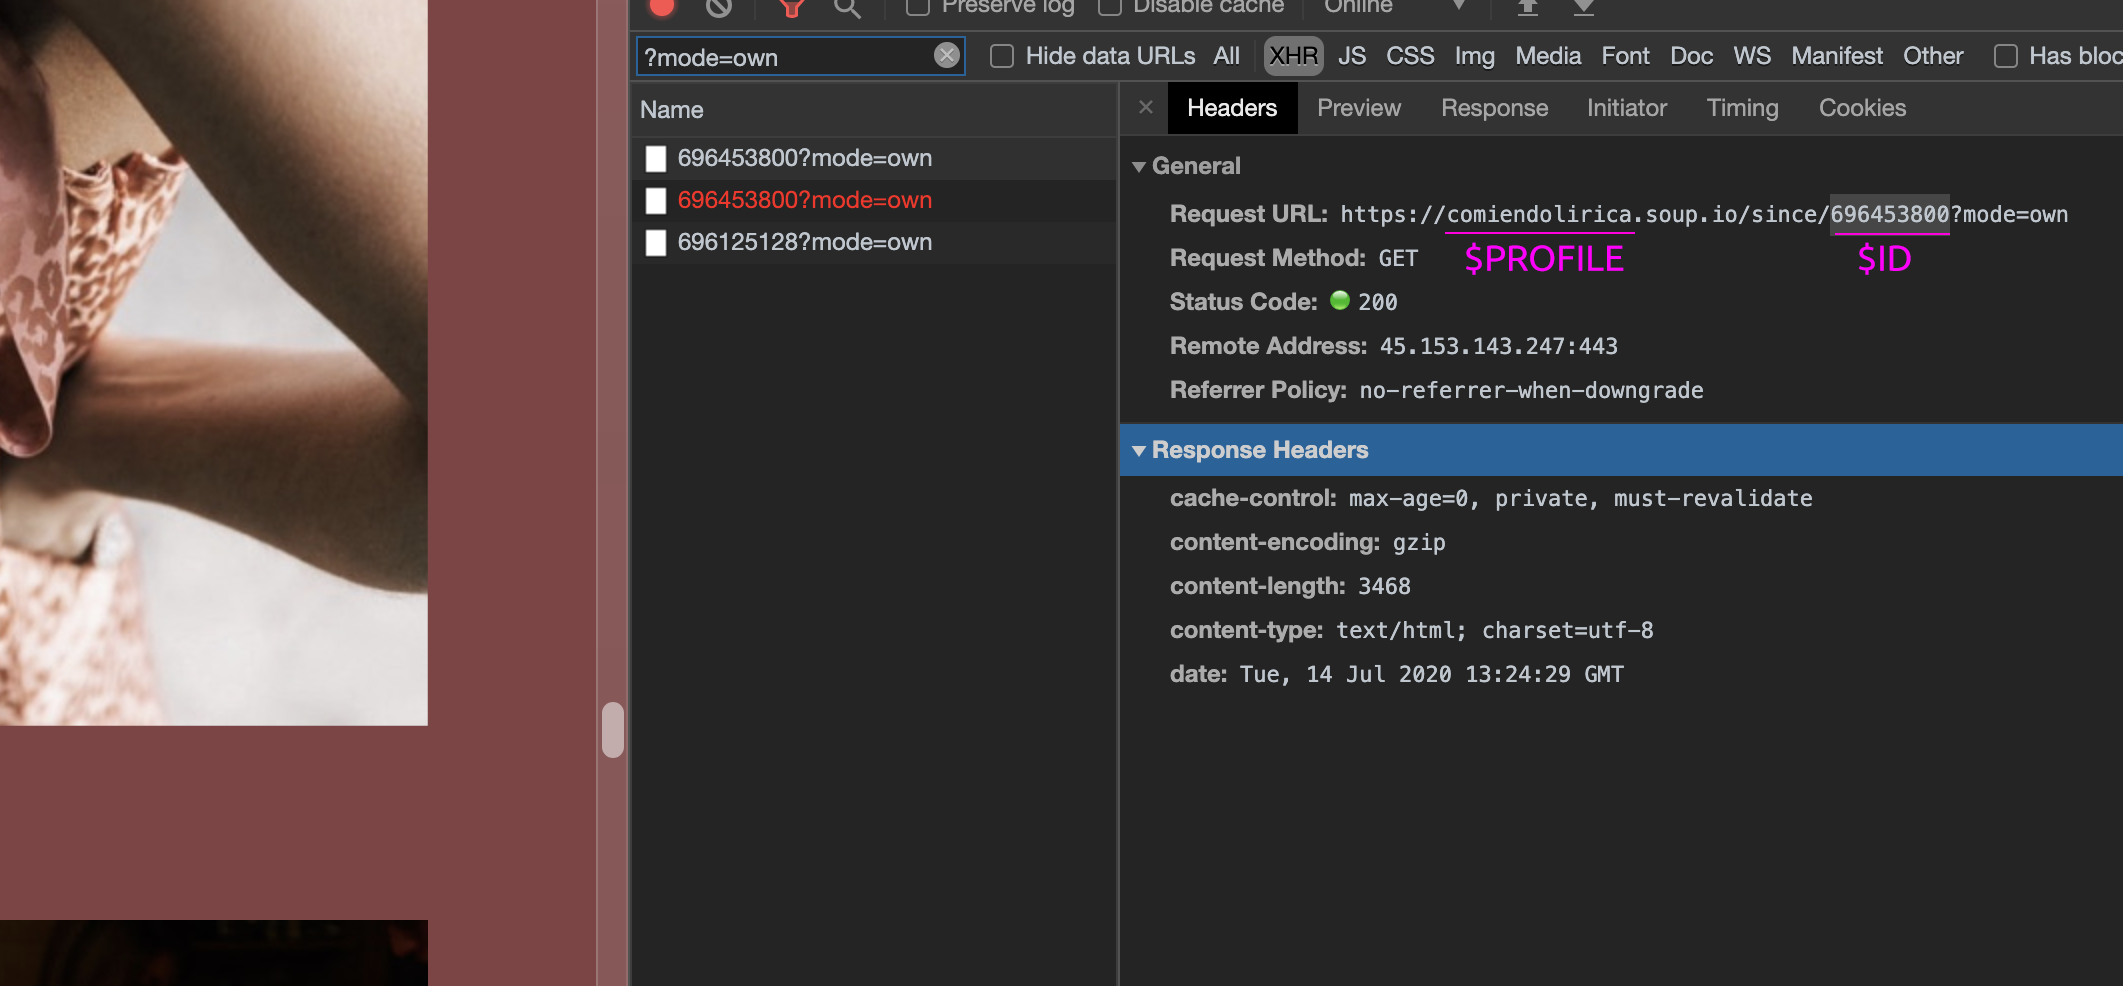 Preserve log Disable cache Online
?mode=own Hide data URLs All XHR JS CSS Img Media Font Doc WS Manifest Other Has bloc
Name
696453800?mode=own
696453800?mode=own
696125128?mode=own
Headers Preview Response Initiator Timing Cookies
General
Request URL: https://comiendolirica.soup.io/since/696453800?mode=own
$PROFILE $ID
Request Method: GET
Status Code: 200
Remote Address: 45.153.143.247:443
Referrer Policy: no-referrer-when-downgrade
Response Headers
cache-control: max-age=0, private, must-revalidate
content-encoding: gzip
content-length: 3468
content-type: text/html; charset=utf-8
date: Tue, 14 Jul 2020 13:24:29 GMT